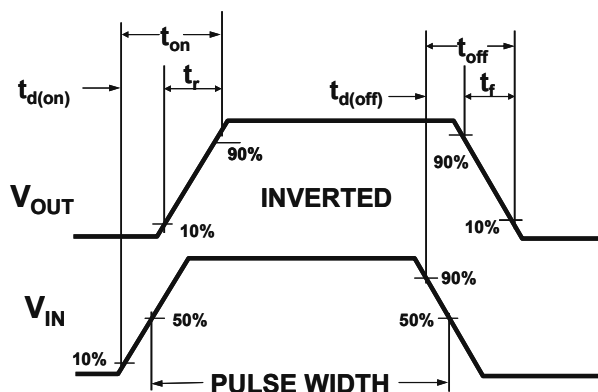 t_on
t_off
t_d(on)
t_r
t_d(off)
t_f
90%
90%
V_OUT
INVERTED
10%
10%
90%
V_IN
50%
50%
10%
PULSE WIDTH